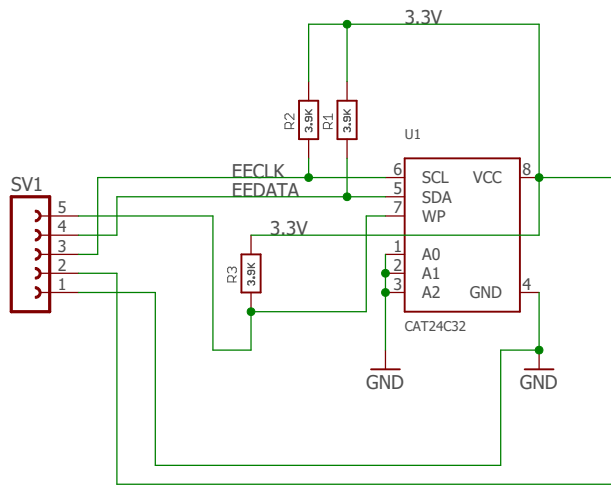 3.3V
R2
3.9K
R1
3.9K
U1
EECLK
6
SCL
VCC
8
SV1
EEDATA
5
SDA
5
7
WP
4
3.3V
3
R3
3.9K
1
A0
2
2
A1
1
3
A2
GND
4
CAT24C32
GND
GND